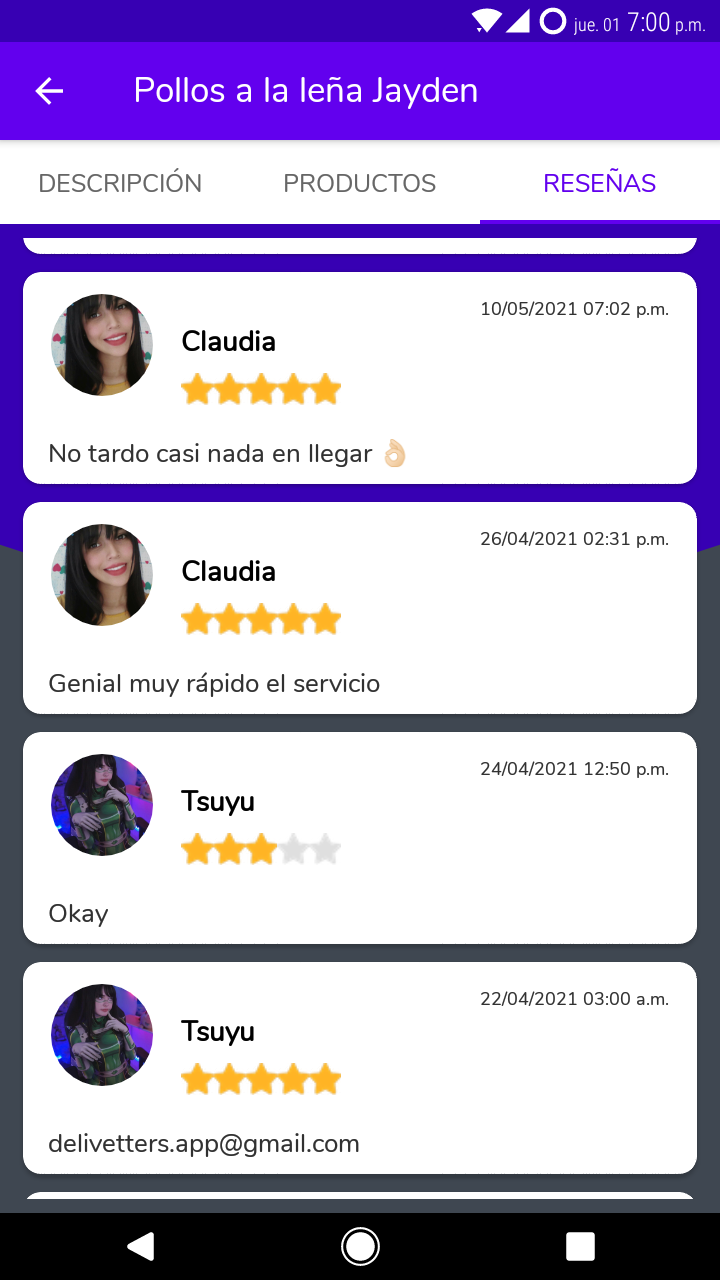 jue. 01 7:00 p.m.
Pollos a la leña Jayden
DESCRIPCIÓN PRODUCTOS RESEÑAS
10/05/2021 07:02 p.m.
Claudia
No tardo casi nada en llegar 👌🏻
26/04/2021 02:31 p.m.
Claudia
Genial muy rápido el servicio
24/04/2021 12:50 p.m.
Tsuyu
Okay
22/04/2021 03:00 a.m.
Tsuyu
delivetters.app@gmail.com